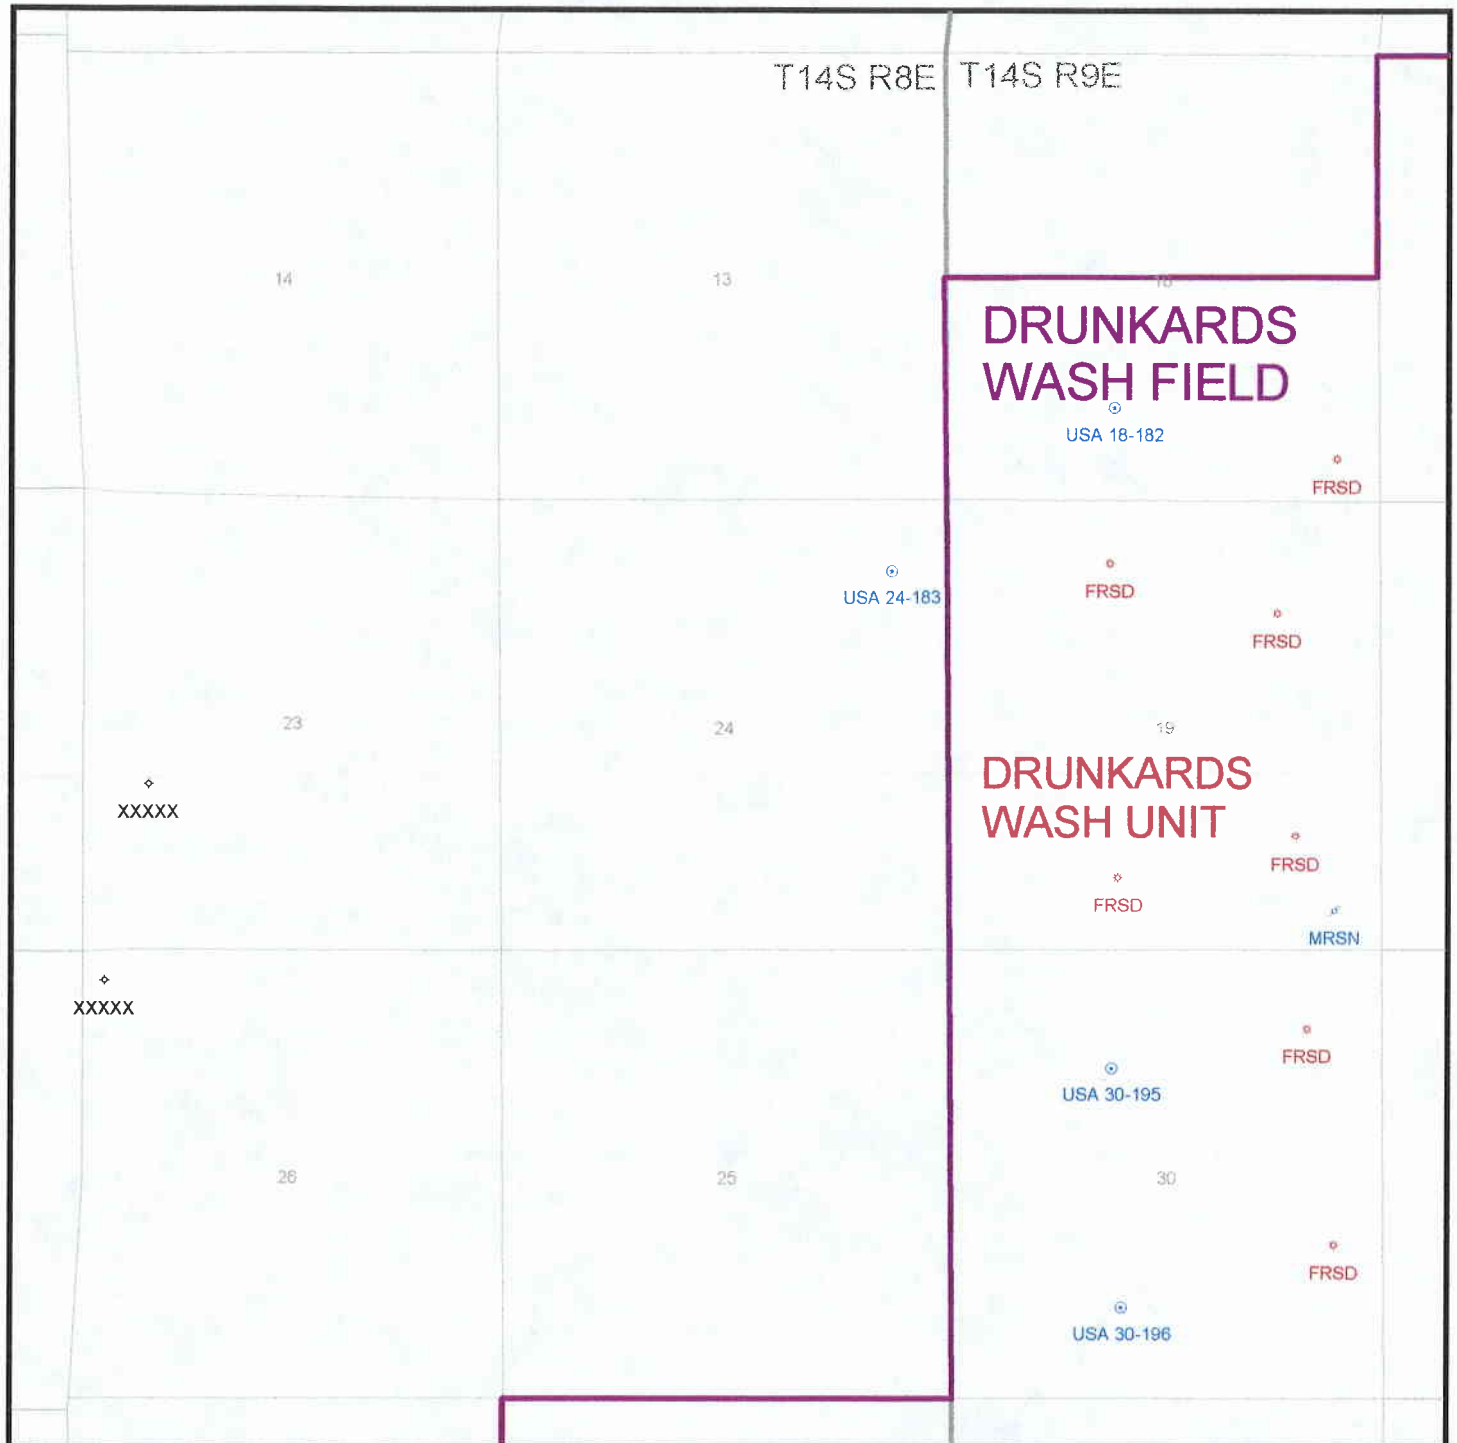 T14S R8E T14S R9E
14
13
18
DRUNKARDS
WASH FIELD
USA 18-182
FRSD
FRSD
USA 24-183
FRSD
23
24
19
DRUNKARDS
WASH UNIT
XXXXX
FRSD
FRSD
MRSN
XXXXX
FRSD
USA 30-195
26
25
30
FRSD
USA 30-196